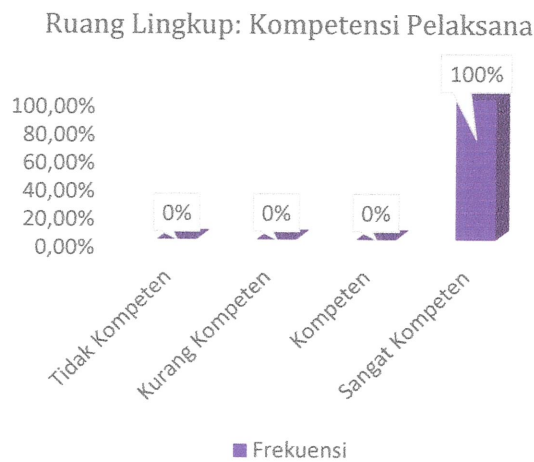 Ruang Lingkup: Kompetensi Pelaksana
100%
100,00%
80,00%
60,00%
40,00%
20,00%
0,00%
0%
0%
0%
Tidak Kompeten
Kurang Kompeten
Kompeten
Sangat Kompeten
Frekuensi